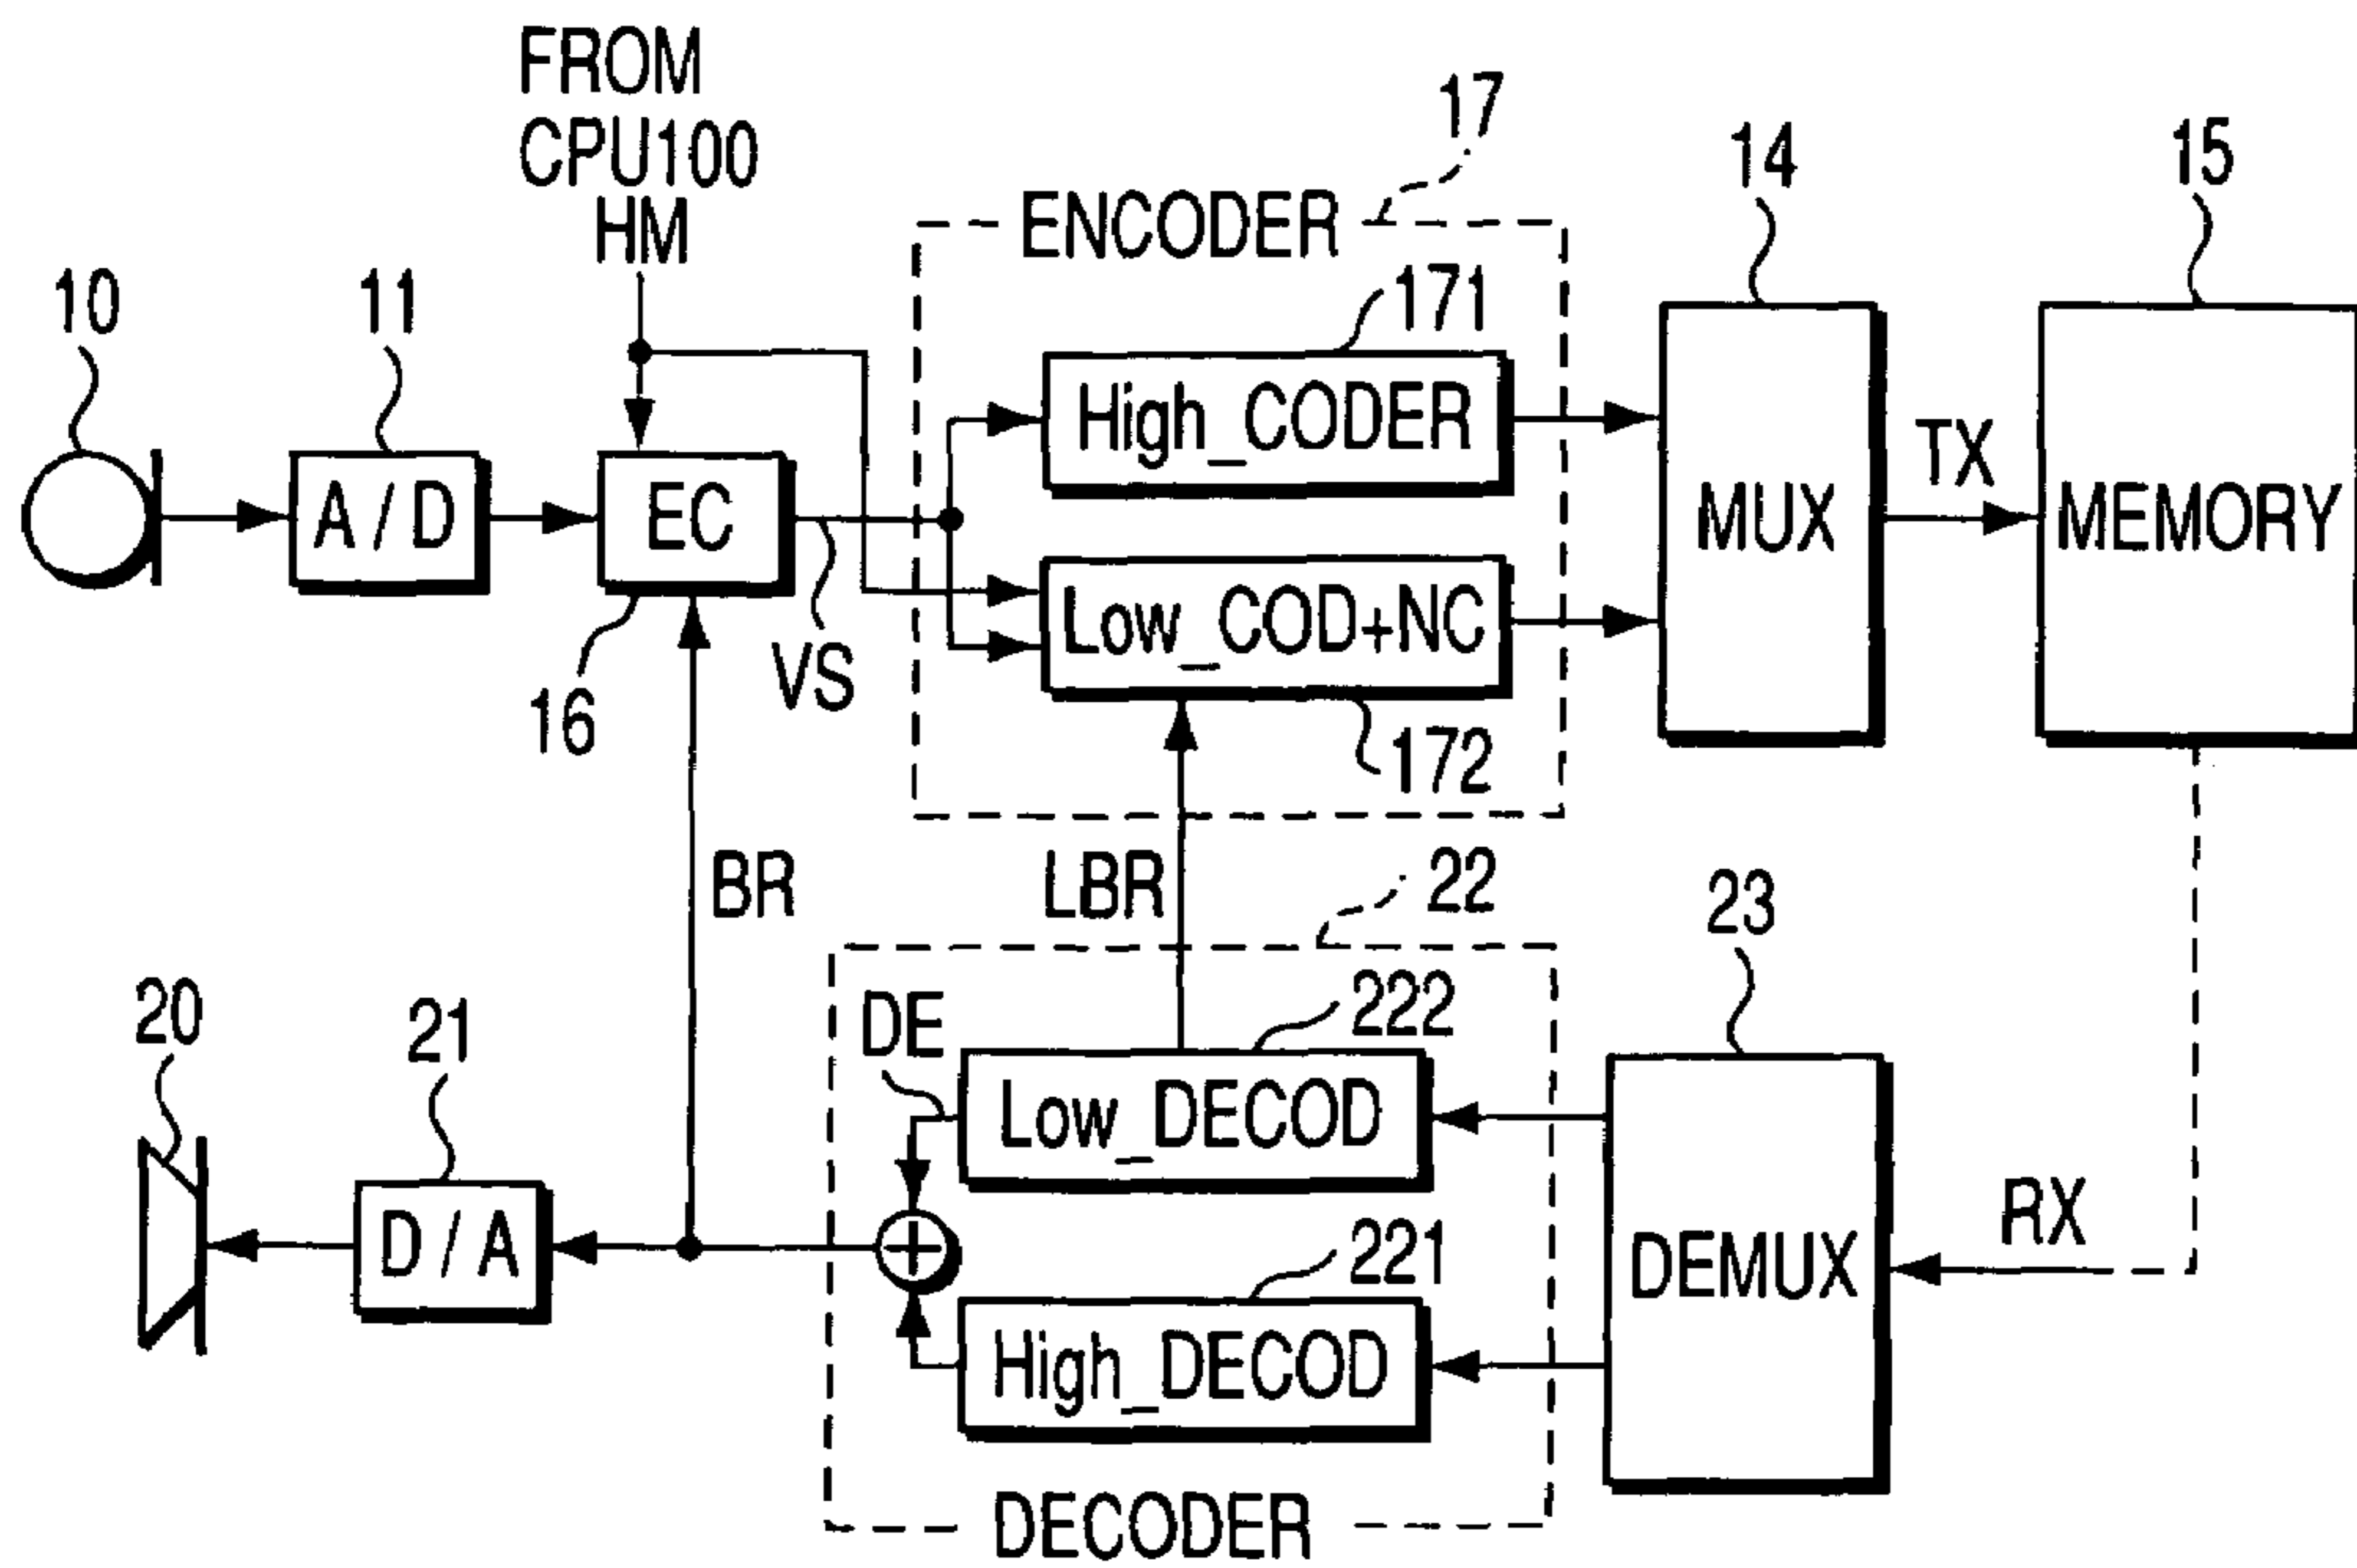 FROM
CPU100
HM
17
14
15
ENCODER
10
11
171
High_CODER
TX
A/D
EC
MUX
MEMORY
Low_COD+NC
VS
16
172
BR
LBR
22
23
20
21
DE
222
Low_DECOD
RX
D/A
221
DEMUX
High_DECOD
DECODER